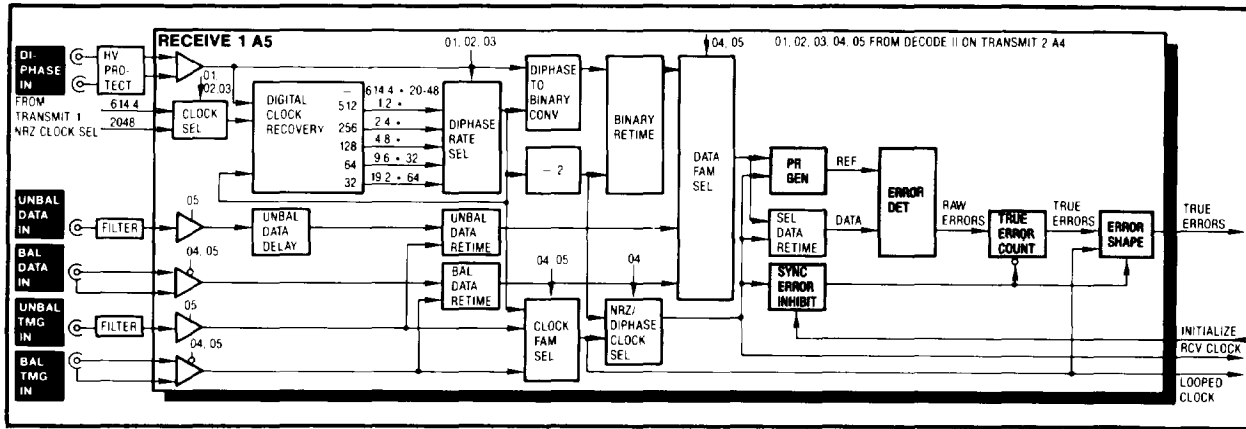 RECEIVE 1 A5
01, 02, 03
04, 05
01, 02, 03, 04, 05 FROM DECODE II ON TRANSMIT 2 A4
DI-
PHASE
IN
HV
PRO-
TECT
01,
02,03
FROM
TRANSMIT 1
NRZ CLOCK SEL
614 4
2048
CLOCK
SEL
DIGITAL
CLOCK
RECOVERY
—
512
256
128
64
32
614 4 • 20-48
1 2 •
2 4 •
4 8 •
9 6 • 32
19 2 • 64
DIPHASE
RATE
SEL
DIPHASE
TO
BINARY
CONV
— 2
BINARY
RETIME
DATA
FAM
SEL
PR
GEN
REF
SEL
DATA
RETIME
DATA
ERROR
DET
RAW
ERRORS
TRUE
ERROR
COUNT
TRUE
ERRORS
ERROR
SHAPE
TRUE
ERRORS
SYNC
ERROR
INHIBIT
UNBAL
DATA
IN
FILTER
05
UNBAL
DATA
DELAY
UNBAL
DATA
RETIME
BAL
DATA
IN
04, 05
BAL
DATA
RETIME
04, 05
04
UNBAL
TMG
IN
FILTER
05
CLOCK
FAM
SEL
NRZ/
DIPHASE
CLOCK
SEL
BAL
TMG
IN
04, 05
INITIALIZE
RCV CLOCK
LOOPED
CLOCK